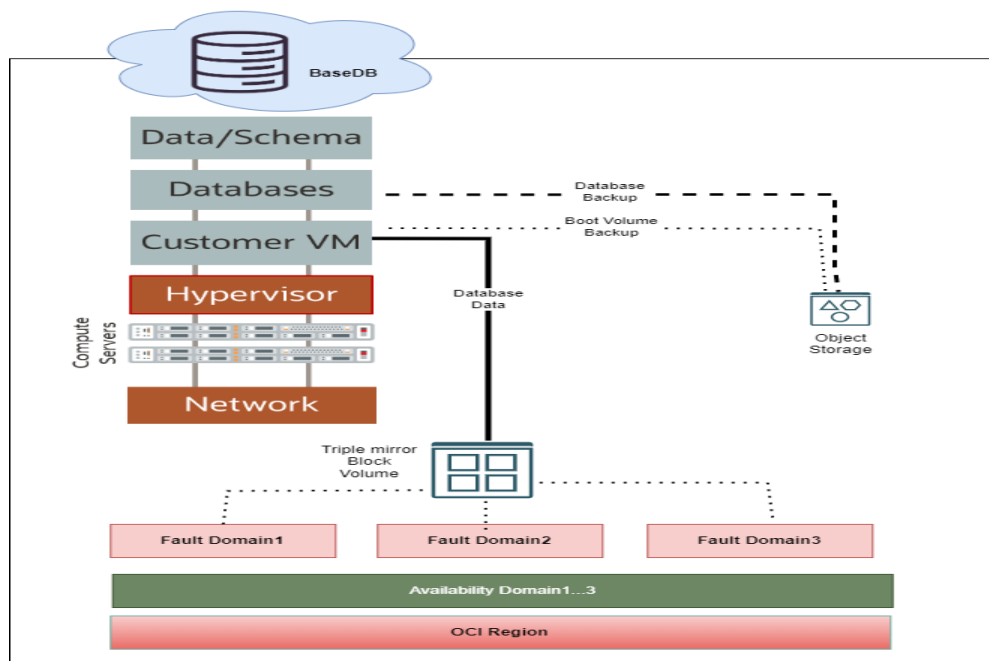 BaseDB
Data/Schema
Databases
Database
Backup
Boot Volume
Backup
Customer VM
Hypervisor
Database
Data
Compute
Servers
Object
Storage
Network
Triple mirror
Block
Volume
Fault Domain1
Fault Domain2
Fault Domain3
Availability Domain1...3
OCI Region